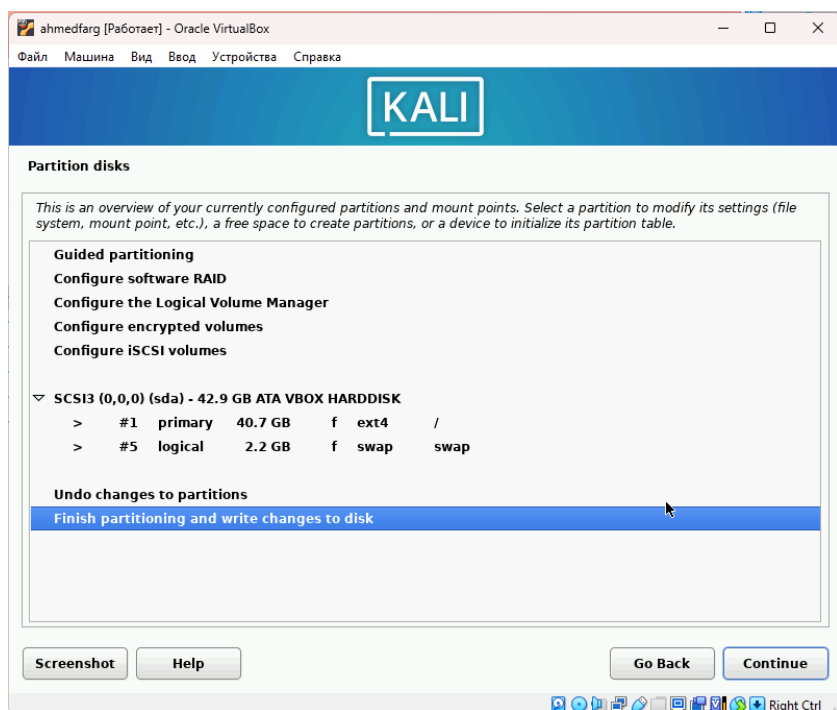 ahmedfarg [Работает] - Oracle VirtualBox
Файл Машина Вид Ввод Устройства Справка
KALI
Partition disks
This is an overview of your currently configured partitions and mount points. Select a partition to modify its settings (file
system, mount point, etc.), a free space to create partitions, or a device to initialize its partition table.
Guided partitioning
Configure software RAID
Configure the Logical Volume Manager
Configure encrypted volumes
Configure iSCSI volumes
SCSI3 (0,0,0) (sda) - 42.9 GB ATA VBOX HARDDISK
> #1 primary 40.7 GB f ext4 /
> #5 logical 2.2 GB f swap swap
Undo changes to partitions
Finish partitioning and write changes to disk
Screenshot Help Go Back Continue
Right Ctrl